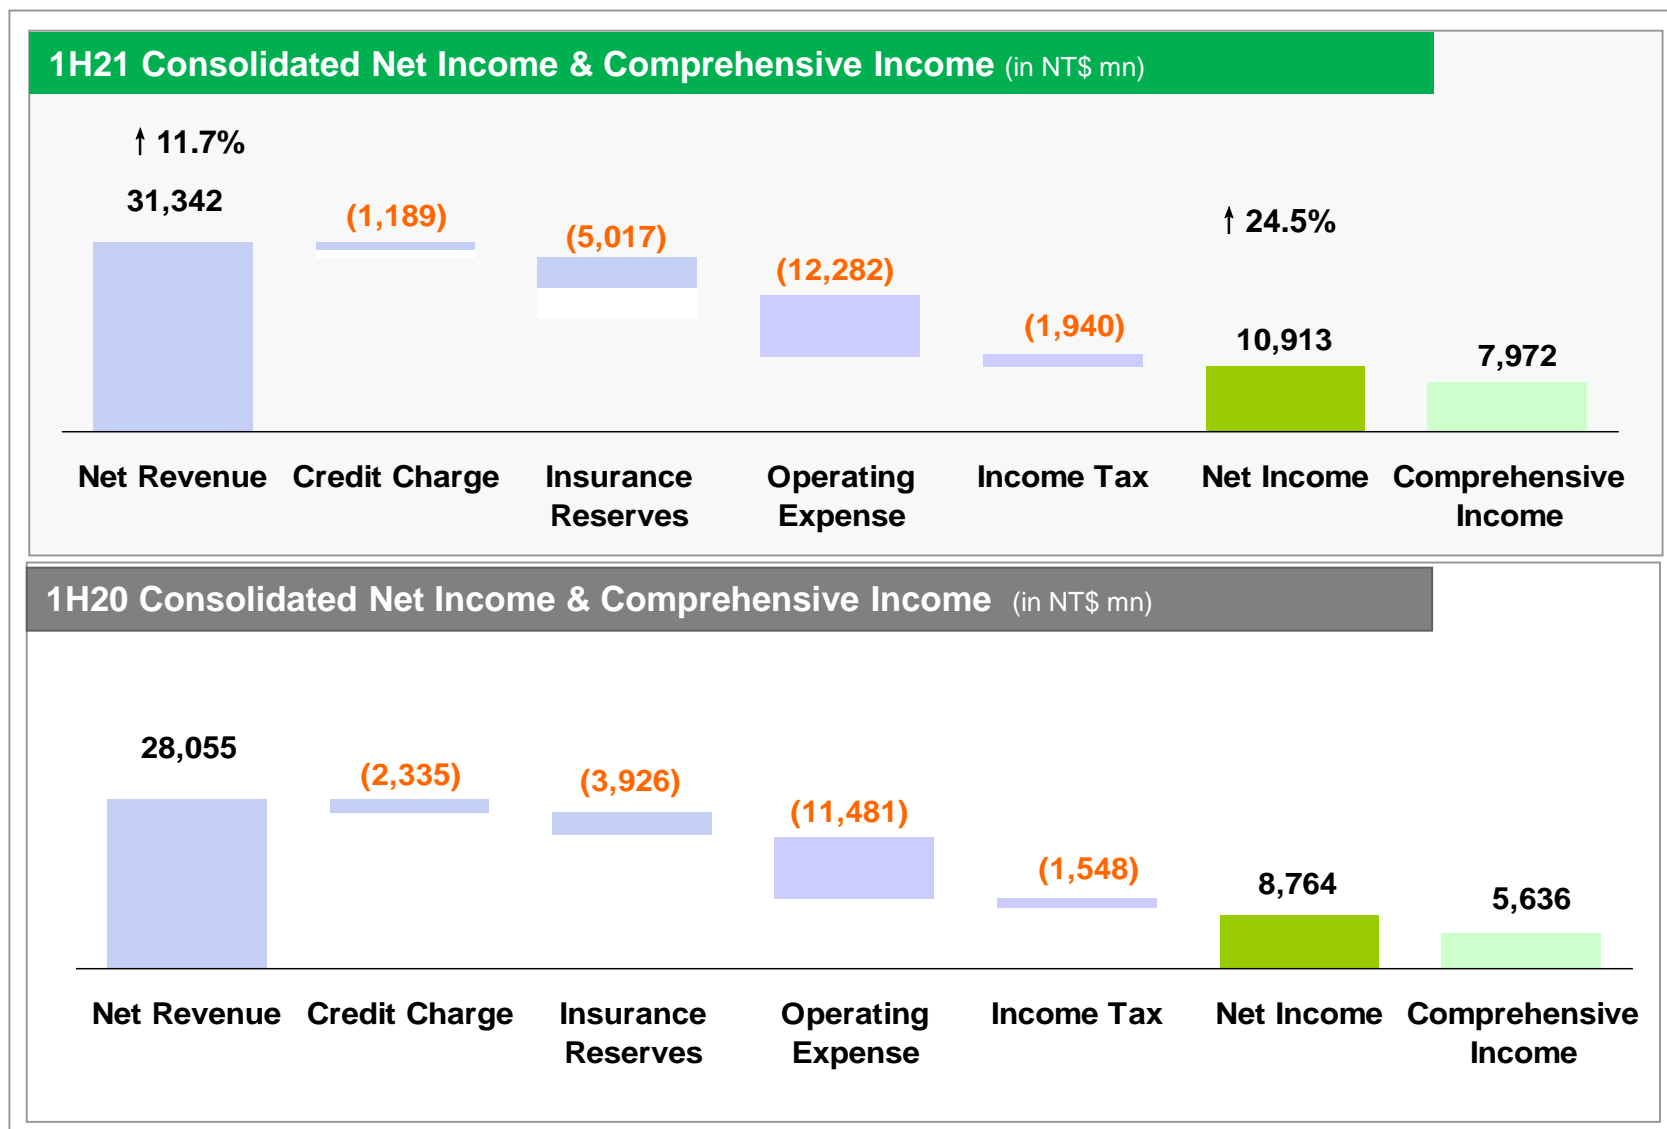 1H21 Consolidated Net Income & Comprehensive Income (in NT$ mn)
↑ 11.7%
31,342
(1,189)
(5,017)
(12,282)
(1,940)
↑ 24.5%
10,913
7,972
Net Revenue
Credit Charge
Insurance
Reserves
Operating
Expense
Income Tax
Net Income
Comprehensive
Income
1H20 Consolidated Net Income & Comprehensive Income (in NT$ mn)
28,055
(2,335)
(3,926)
(11,481)
(1,548)
8,764
5,636
Net Revenue
Credit Charge
Insurance
Reserves
Operating
Expense
Income Tax
Net Income
Comprehensive
Income